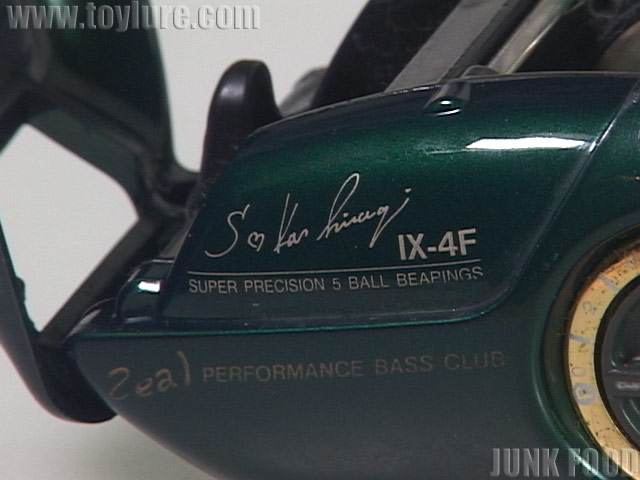 www.toylure.com
IX-4F
SUPER PRECISION 5 BALL BEAPINGS
Zeal PERFORMANCE BASS CLUB
JUNK FOOD